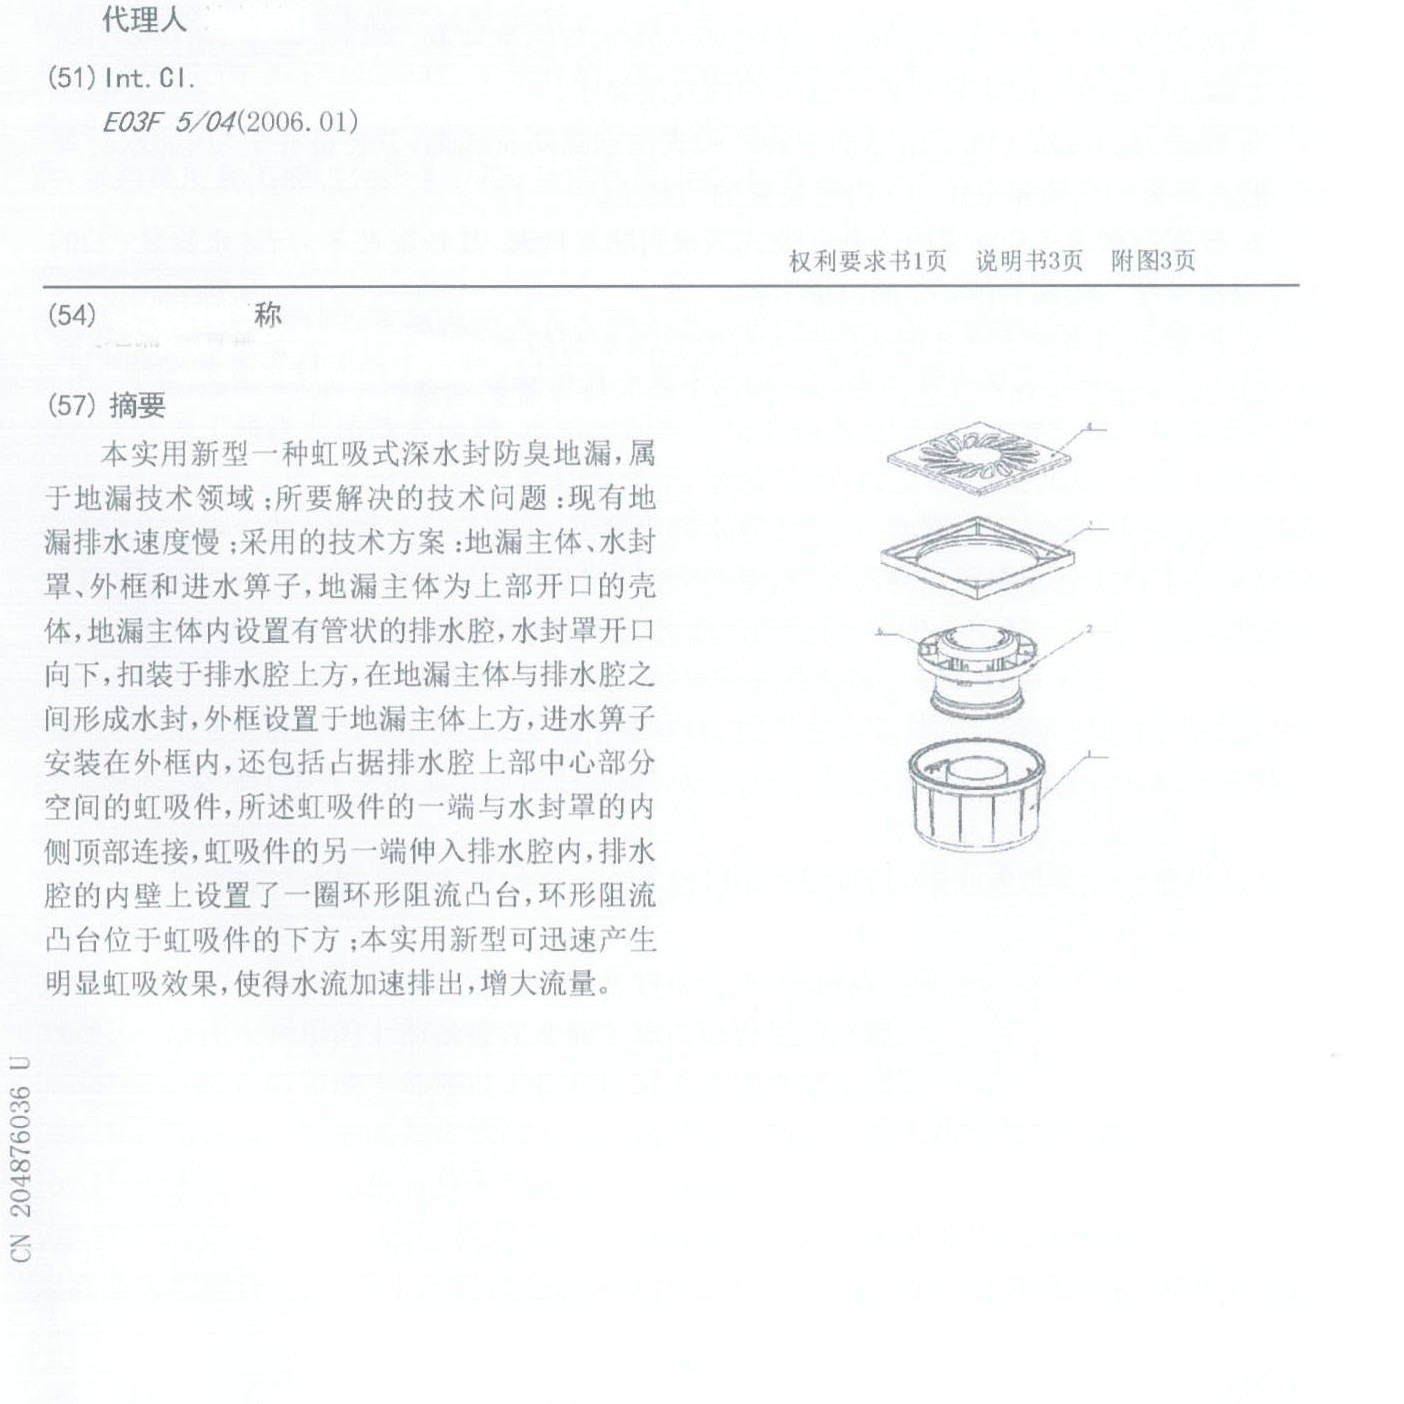 代理人
(51) Int. Cl.
E03F 5/04(2006.01)
权利要求书1页 说明书3页 附图3页
(54) 称
(57) 摘要
本实用新型一种虹吸式深水封防臭地漏,属
于地漏技术领域;所要解决的技术问题:现有地
漏排水速度慢;采用的技术方案:地漏主体、水封
罩、外框和进水箅子,地漏主体为上部开口的壳
体,地漏主体内设置有管状的排水腔,水封罩开口
向下,扣装于排水腔上方,在地漏主体与排水腔之
间形成水封,外框设置于地漏主体上方,进水箅子
安装在外框内,还包括占据排水腔上部中心部分
空间的虹吸件,所述虹吸件的一端与水封罩的内
侧顶部连接,虹吸件的另一端伸入排水腔内,排水
腔的内壁上设置了一圈环形阻流凸台,环形阻流
凸台位于虹吸件的下方;本实用新型可迅速产生
明显虹吸效果,使得水流加速排出,增大流量。
4
2
1
CN 204876036 U